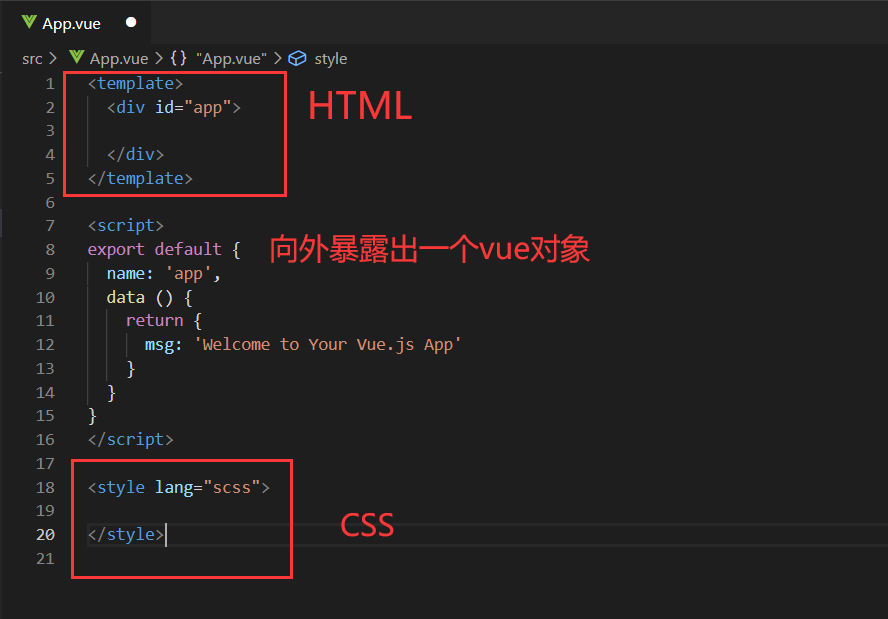 App.vue
src > App.vue > {} "App.vue" > style
1 <template>
2 <div id="app">
HTML
3
4 </div>
5 </template>
6
7 <script>
8 export default {
向外暴露出一个vue对象
9 name: 'app',
10 data () {
11 return {
12 msg: 'Welcome to Your Vue.js App'
13 }
14 }
15 }
16 </script>
17
18 <style lang="scss">
19
20 </style>
CSS
21